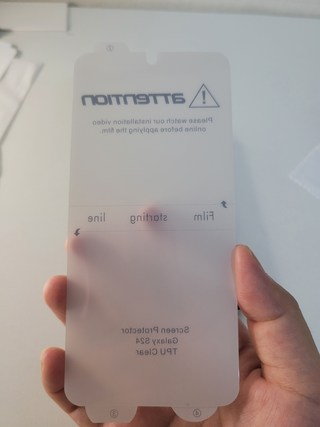 attention
Please watch our installation video
online before applying the film
Film starting line
Screen Protector
Galaxy S24
TPU Clear